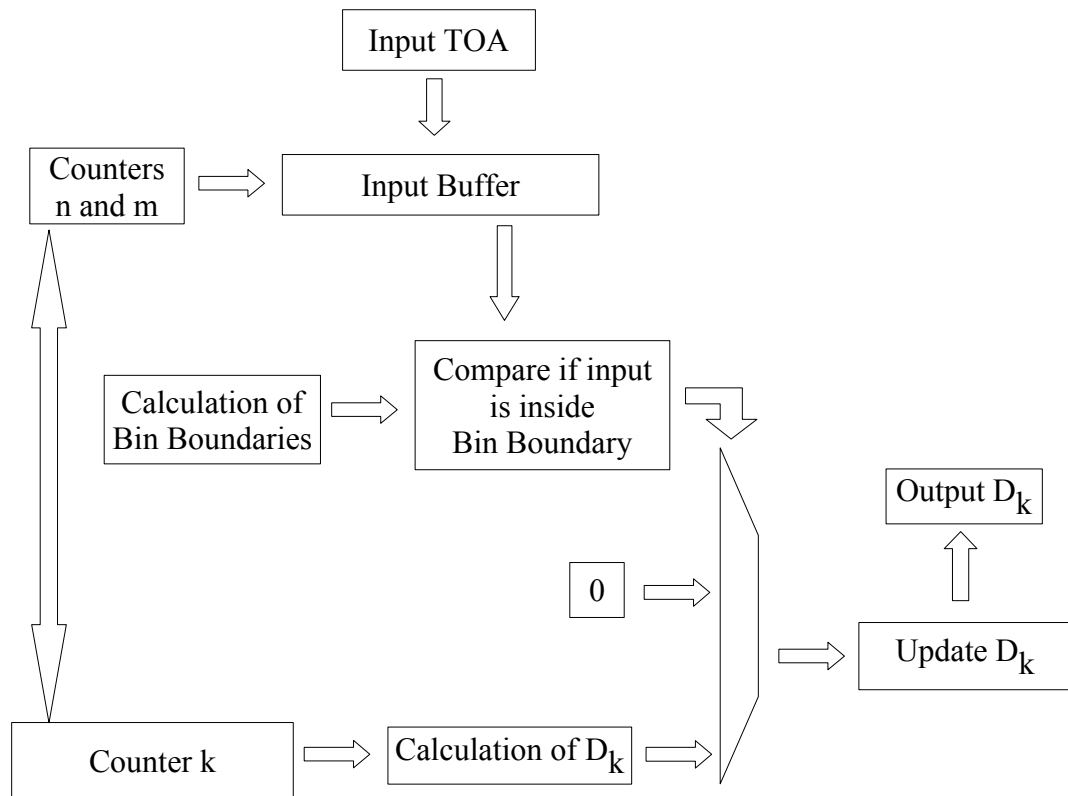 Input TOA
Counters
n and m
Input Buffer
Calculation of
Bin Boundaries
Compare if input
is inside
Bin Boundary
Output Dk
0
Update Dk
Counter k
Calculation of Dk